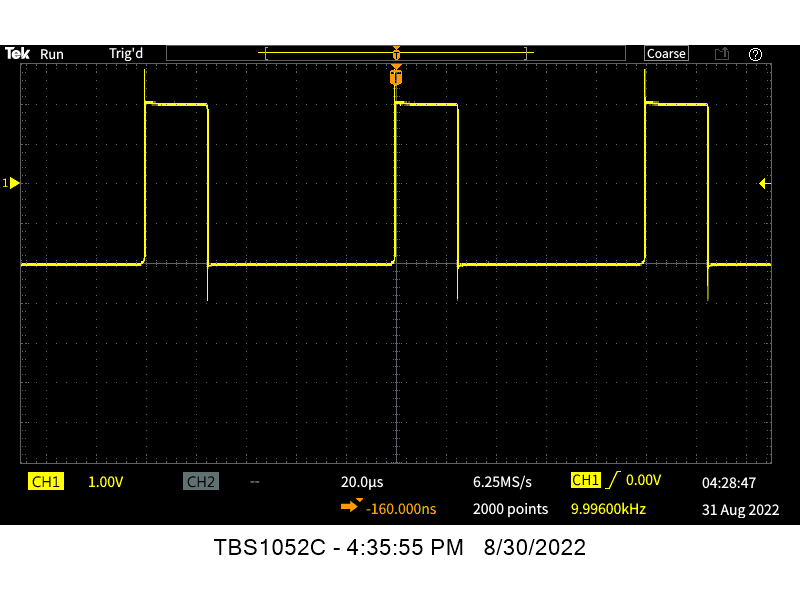 Tek Run Trig'd Coarse ?
T
T
1
CH1 1.00V CH2 -- 20.0µs 6.25MS/s CH1 0.00V 04:28:47
-160.000ns 2000 points 9.99600kHz 31 Aug 2022
TBS1052C - 4:35:55 PM 8/30/2022